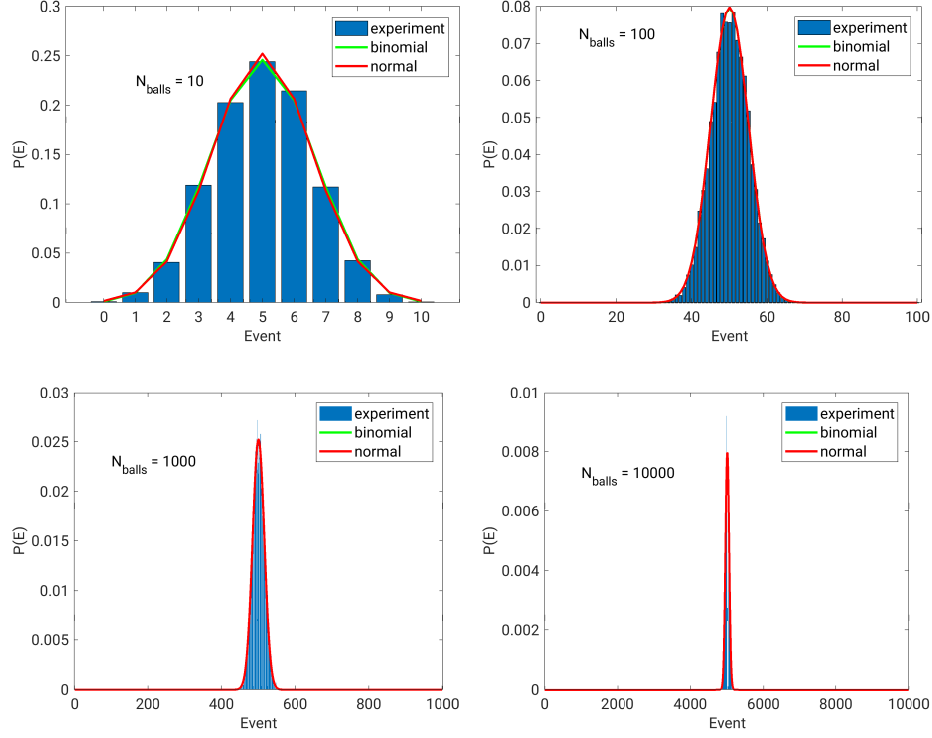 0.3
0.25
0.2
0.15
0.1
0.05
0
P(E)
N_balls = 10
experiment
binomial
normal
0 1 2 3 4 5 6 7 8 9 10
Event
0.08
0.07
0.06
0.05
0.04
0.03
0.02
0.01
0
P(E)
N_balls = 100
experiment
binomial
normal
0 20 40 60 80 100
Event
0.03
0.025
0.02
0.015
0.01
0.005
0
P(E)
N_balls = 1000
experiment
binomial
normal
0 200 400 600 800 1000
Event
0.01
0.008
0.006
0.004
0.002
0
P(E)
N_balls = 10000
experiment
binomial
normal
0 2000 4000 6000 8000 10000
Event